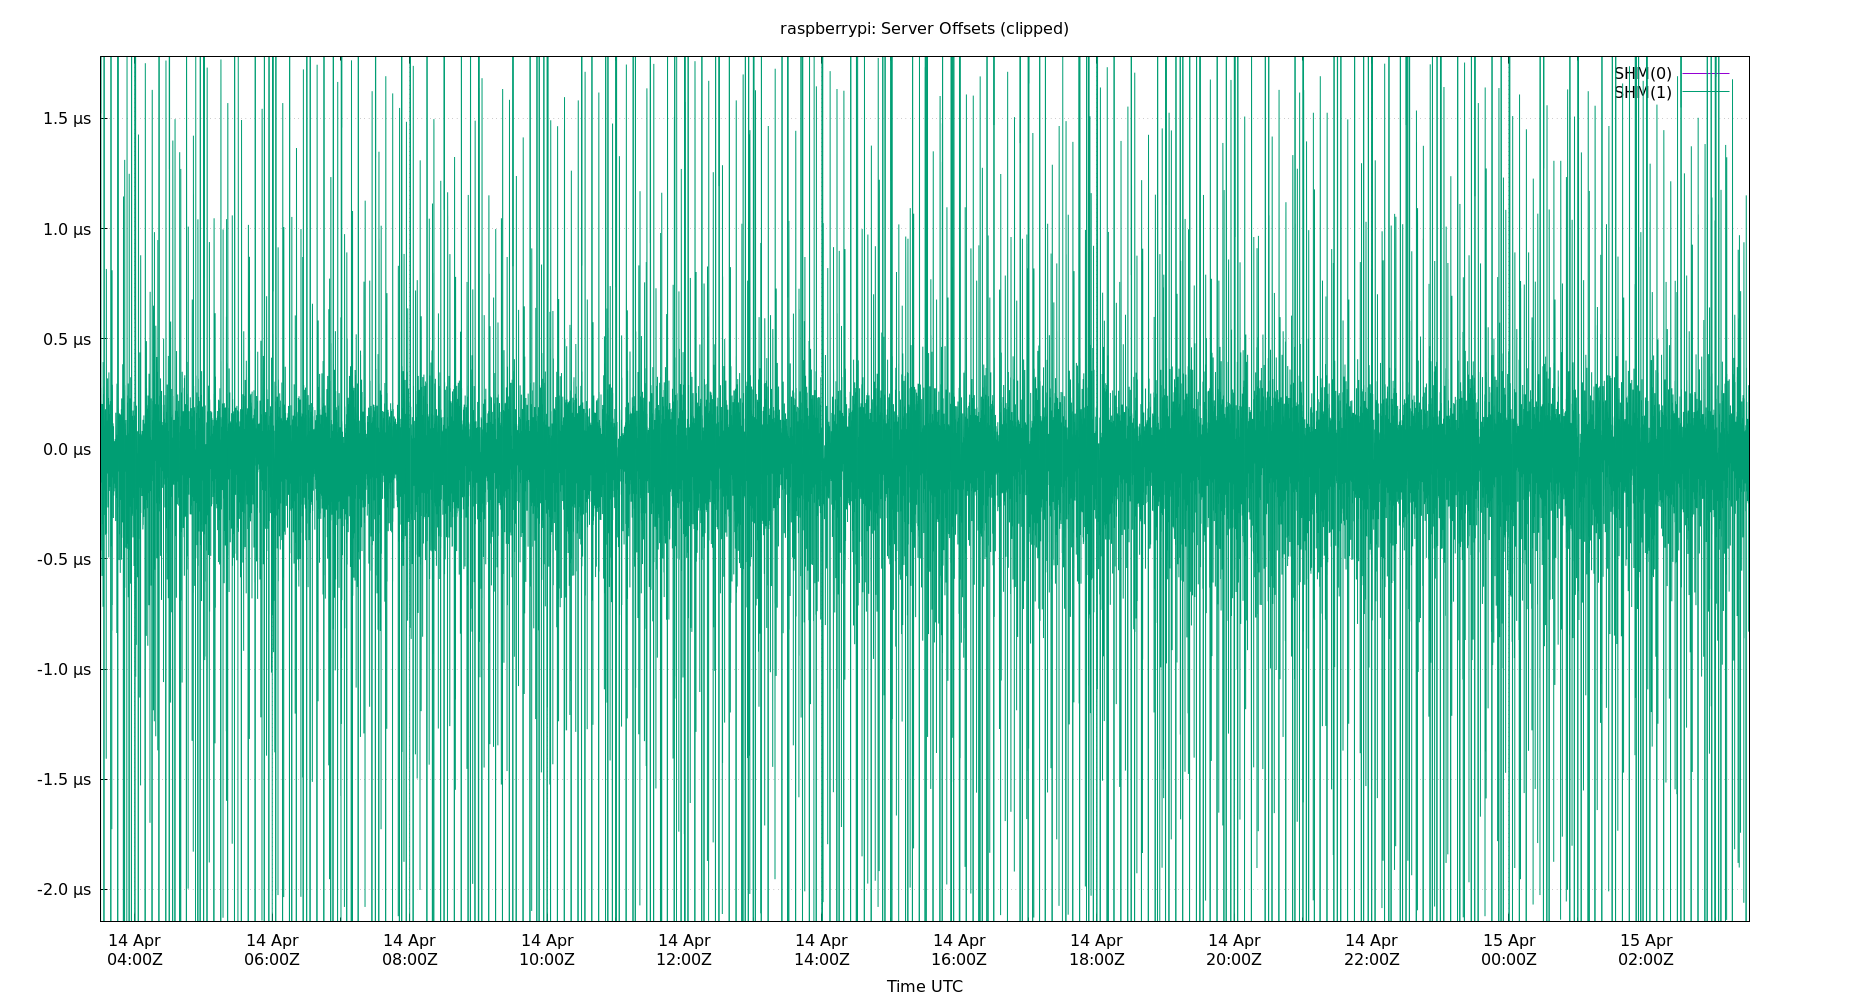 raspberrypi: Server Offsets (clipped)
SHM(0)
SHM(1)
1.5 µs
1.0 µs
0.5 µs
0.0 µs
-0.5 µs
-1.0 µs
-1.5 µs
-2.0 µs
14 Apr 14 Apr 14 Apr 14 Apr 14 Apr 14 Apr 14 Apr 14 Apr 14 Apr 14 Apr 15 Apr 15 Apr
04:00Z 06:00Z 08:00Z 10:00Z 12:00Z 14:00Z 16:00Z 18:00Z 20:00Z 22:00Z 00:00Z 02:00Z
Time UTC